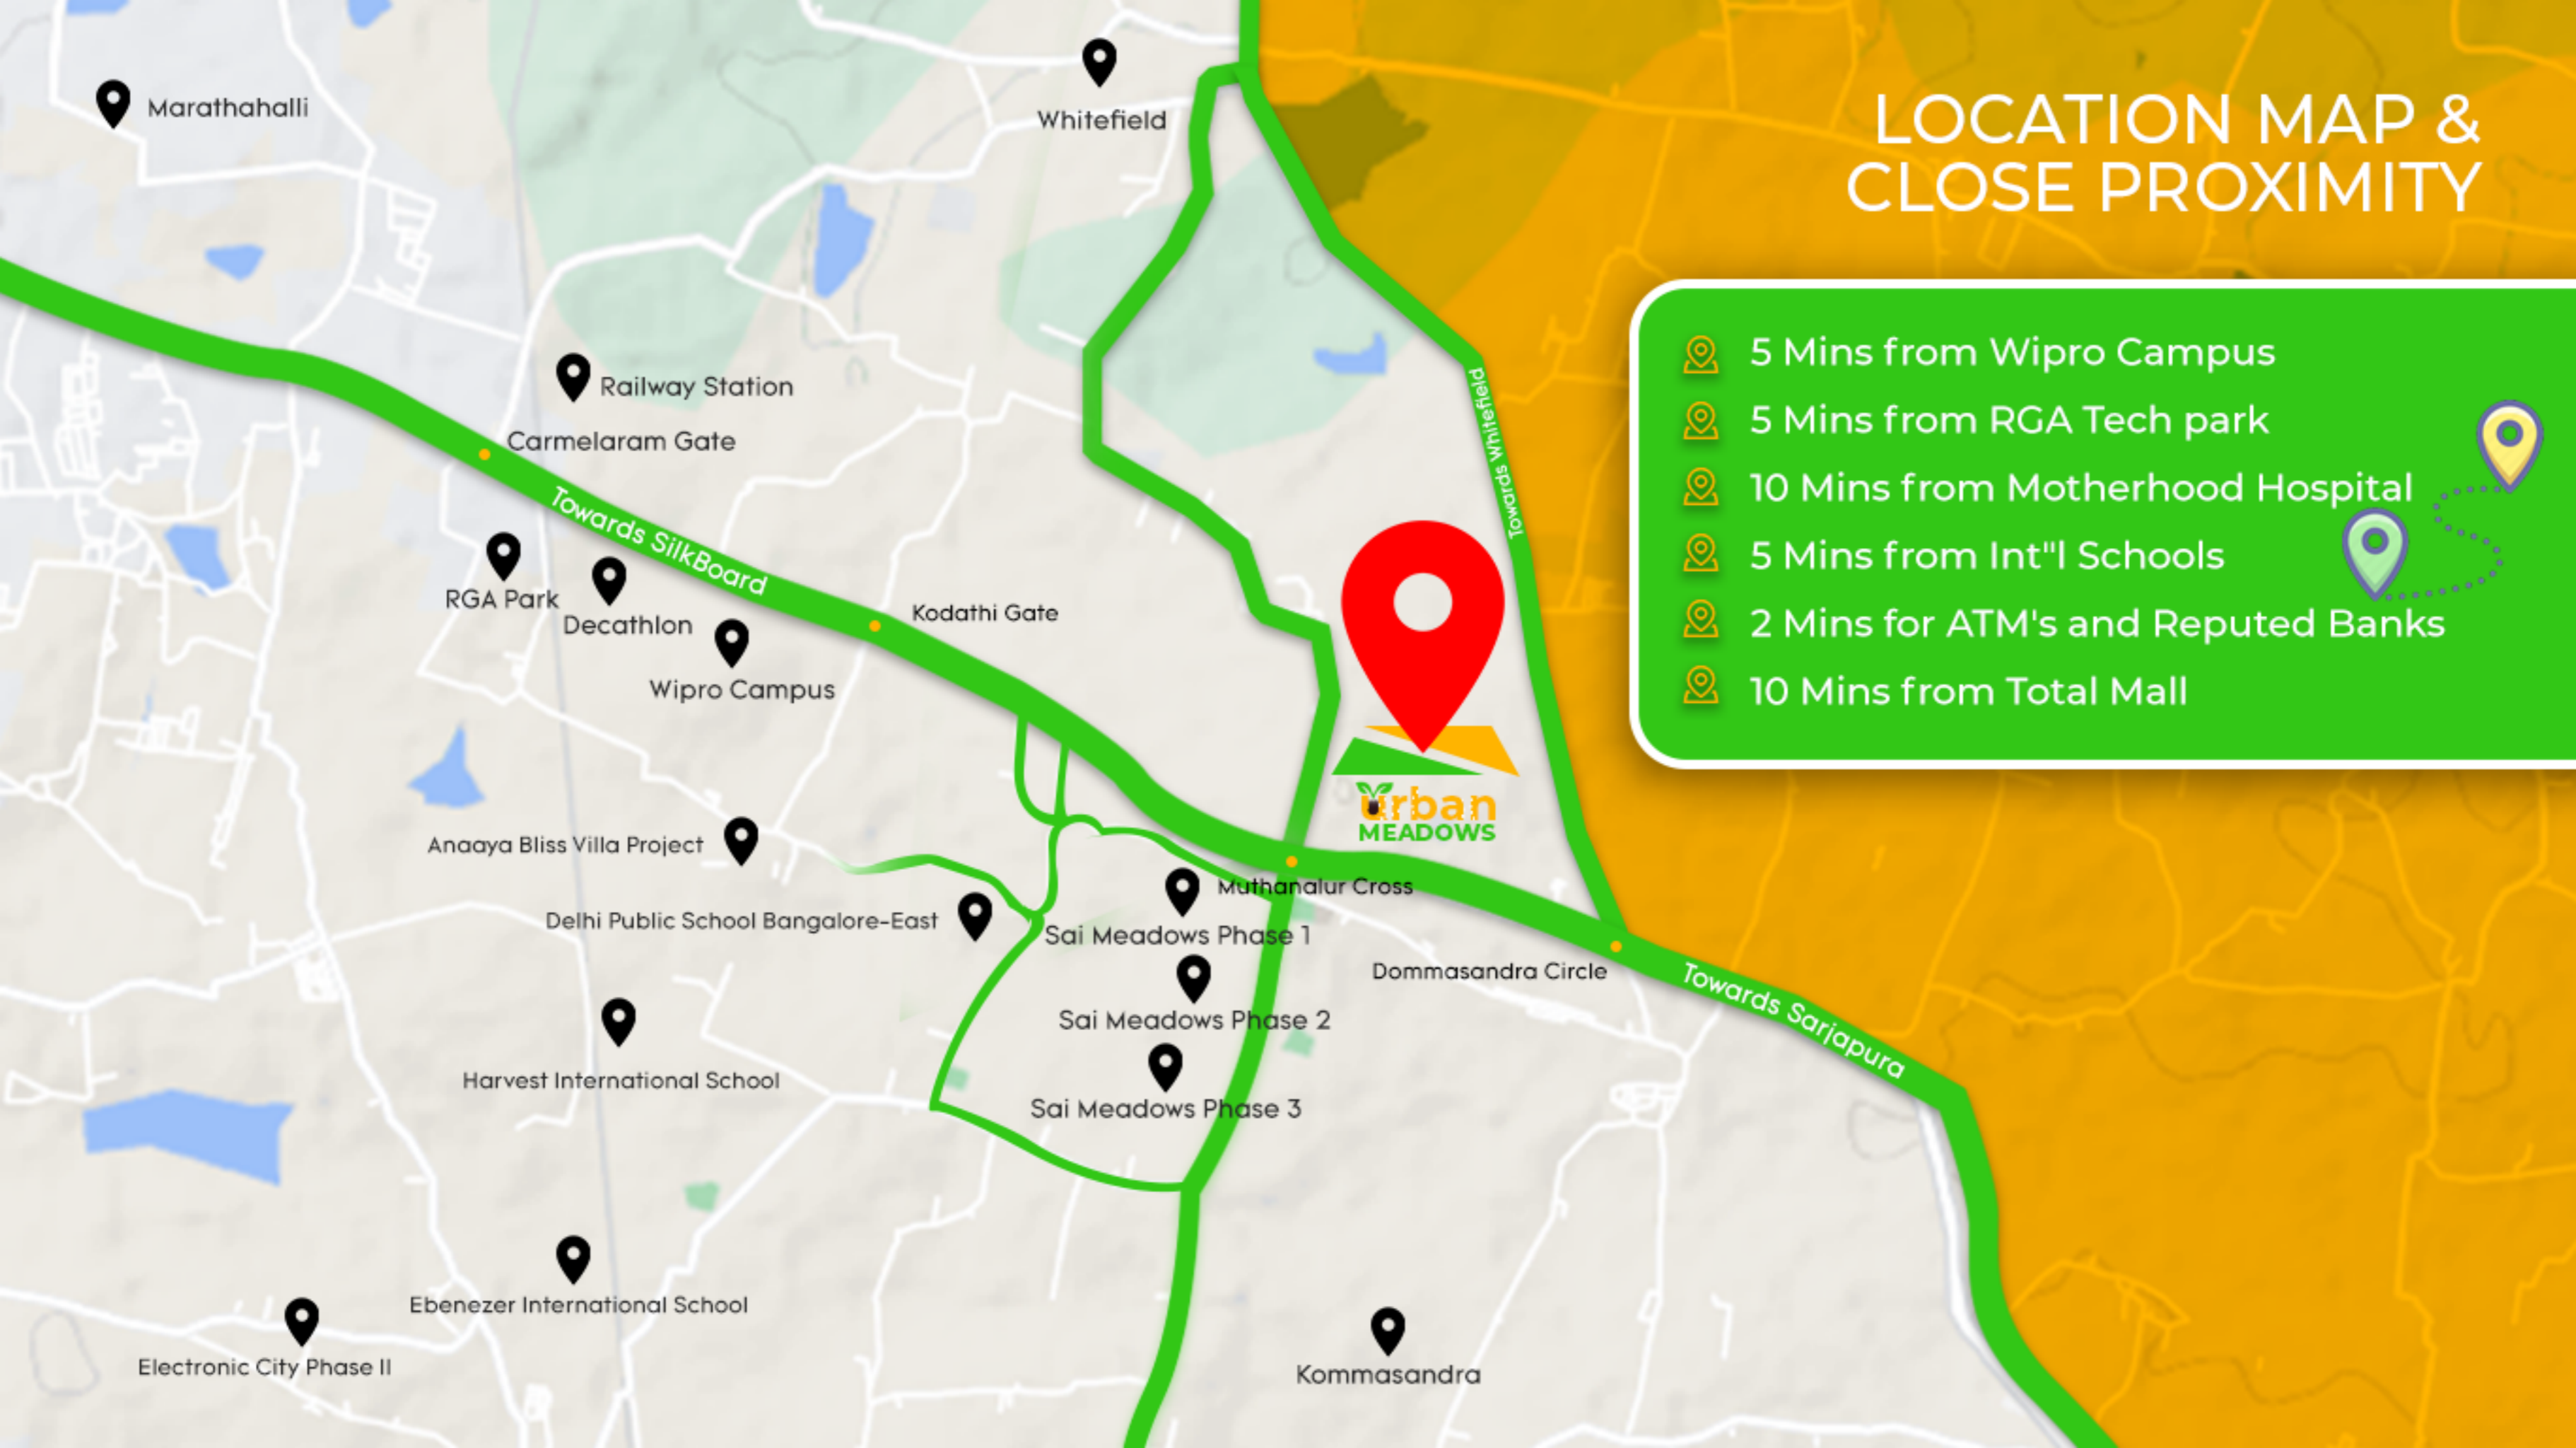 LOCATION MAP &
CLOSE PROXIMITY
5 Mins from Wipro Campus
5 Mins from RGA Tech park
10 Mins from Motherhood Hospital
5 Mins from Int"l Schools
2 Mins for ATM's and Reputed Banks
10 Mins from Total Mall
Marathahalli
Whitefield
Railway Station
Carmelaram Gate
Towards SilkBoard
Towards Whitefield
RGA Park
Decathlon
Kodathi Gate
Wipro Campus
urban
MEADOWS
Anaaya Bliss Villa Project
Muthanalur Cross
Delhi Public School Bangalore-East
Sai Meadows Phase 1
Dommasandra Circle
Towards Sarjapura
Sai Meadows Phase 2
Harvest International School
Sai Meadows Phase 3
Ebenezer International School
Electronic City Phase II
Kommasandra